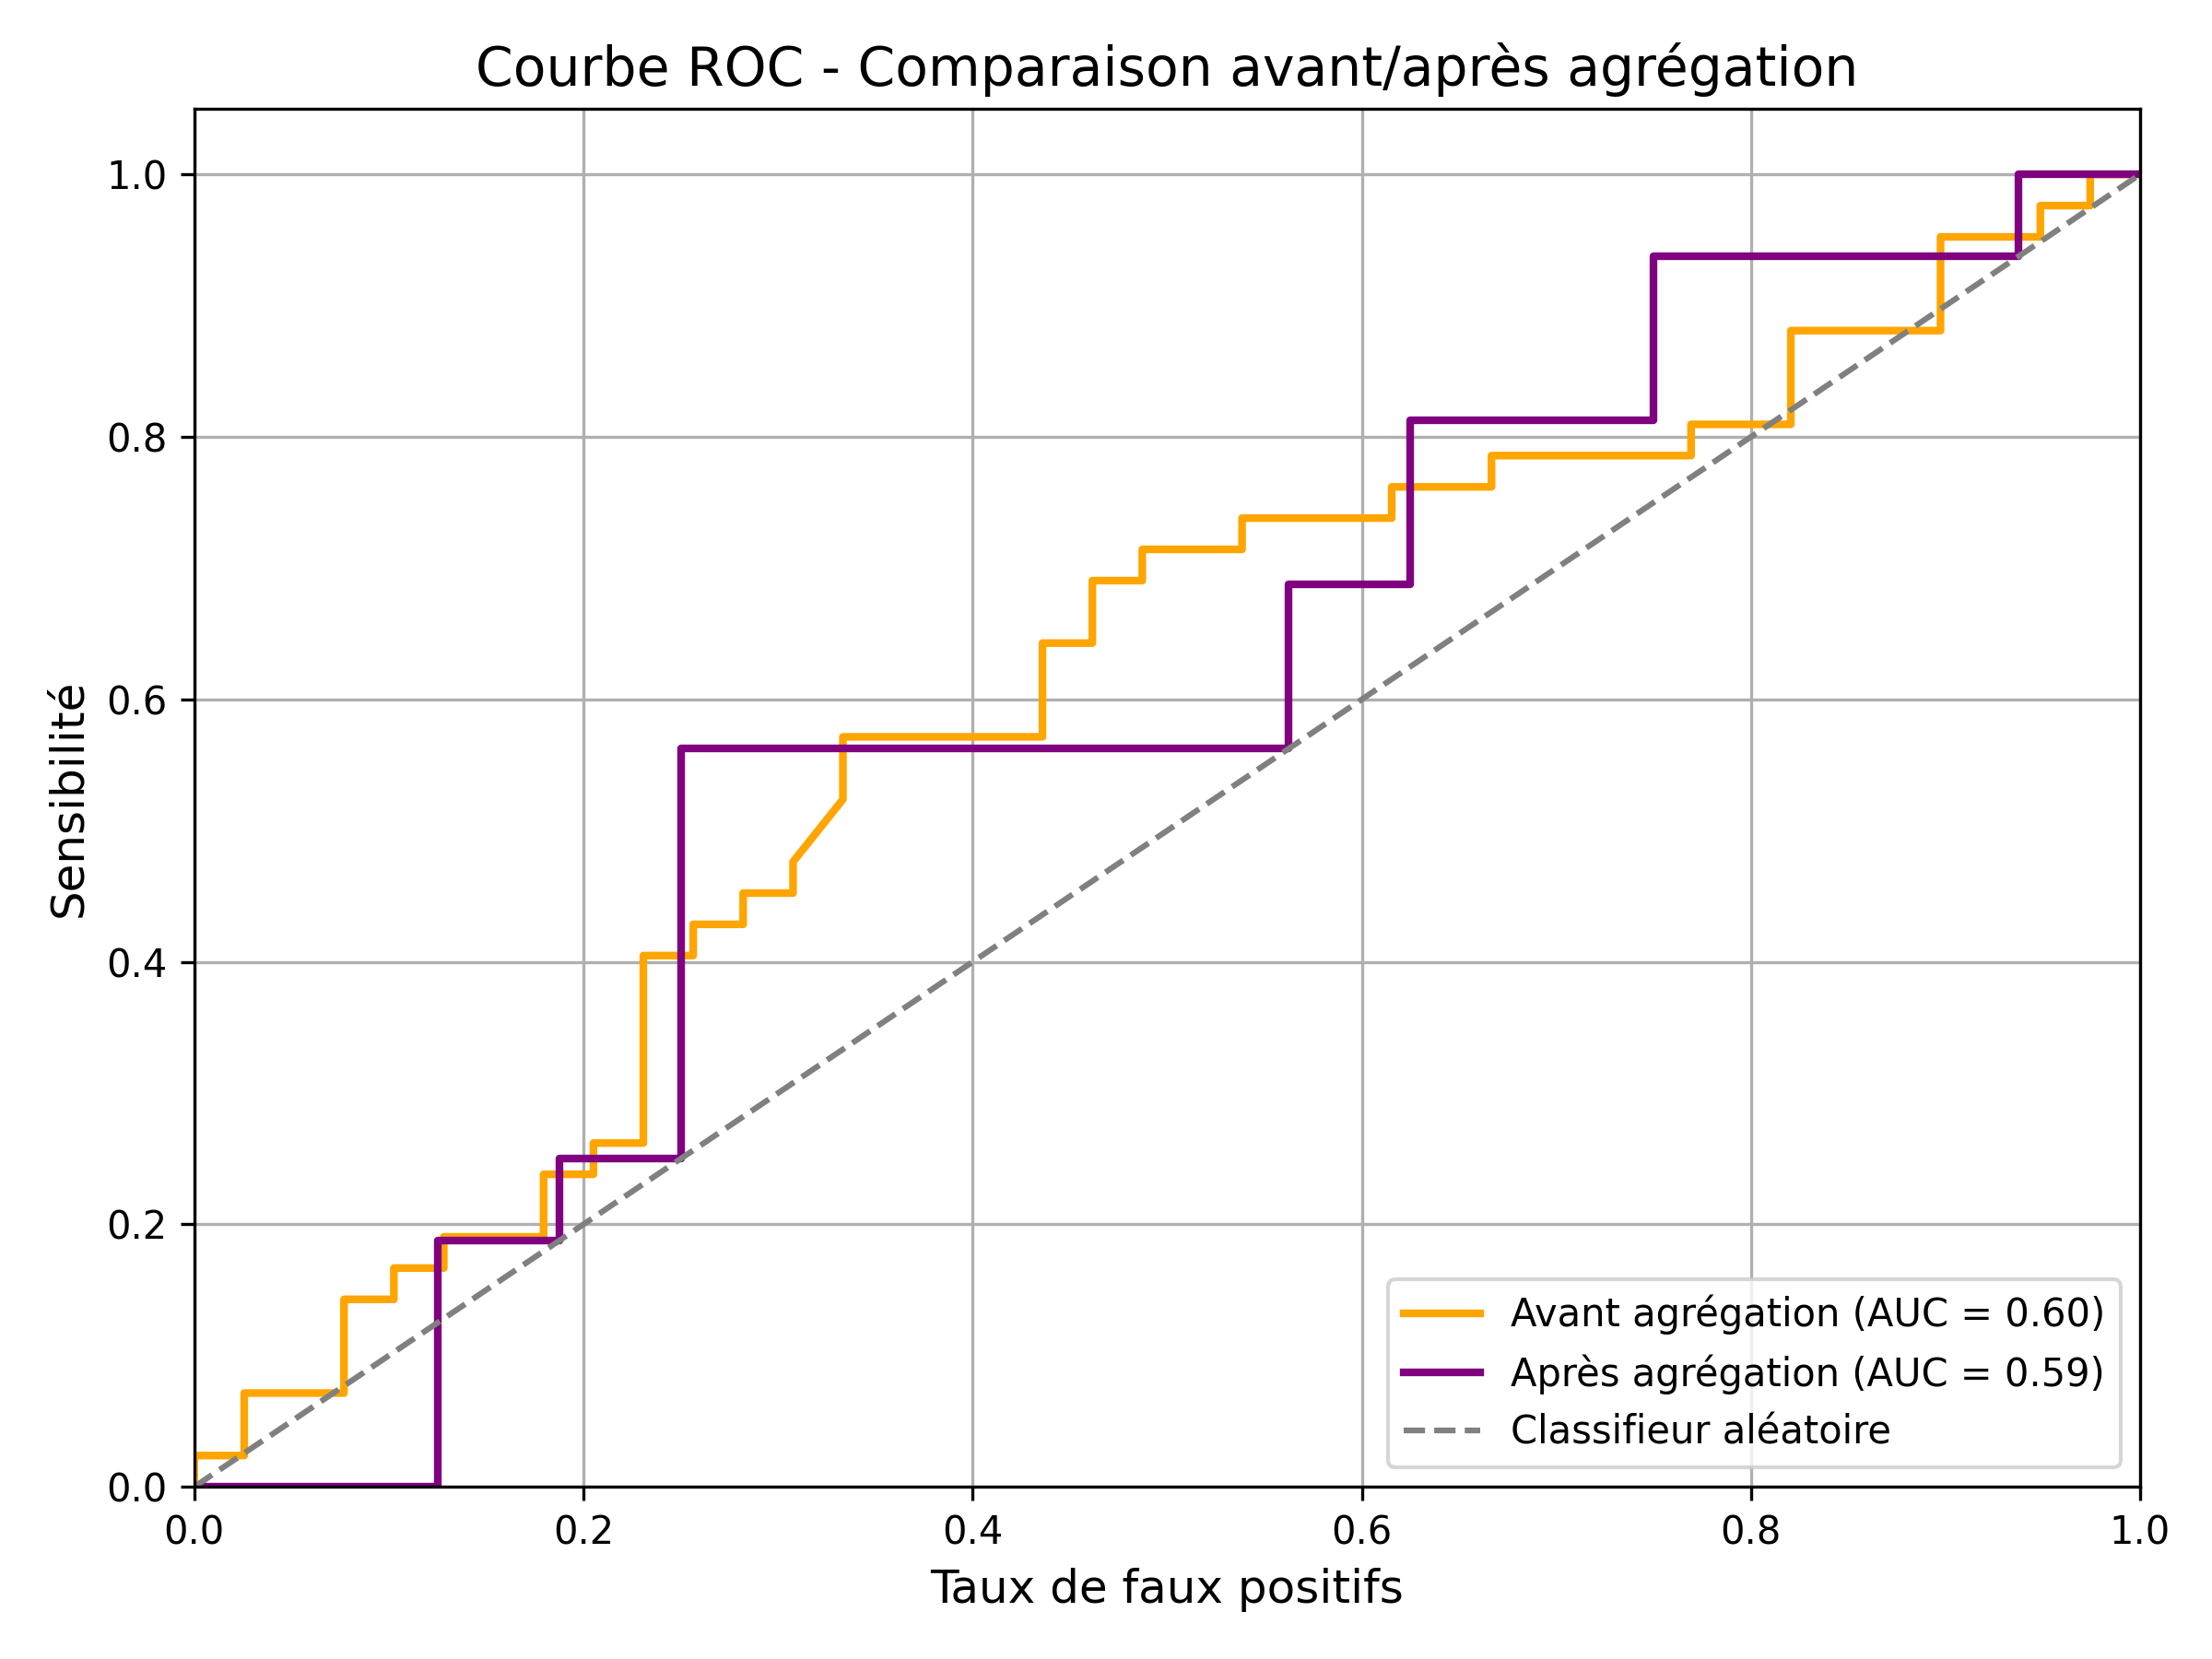 Courbe ROC - Comparaison avant/après agrégation
Sensibilité
1.0
0.8
0.6
0.4
0.2
0.0
0.0 0.2 0.4 0.6 0.8 1.0
Taux de faux positifs
Avant agrégation (AUC = 0.60)
Après agrégation (AUC = 0.59)
Classifieur aléatoire